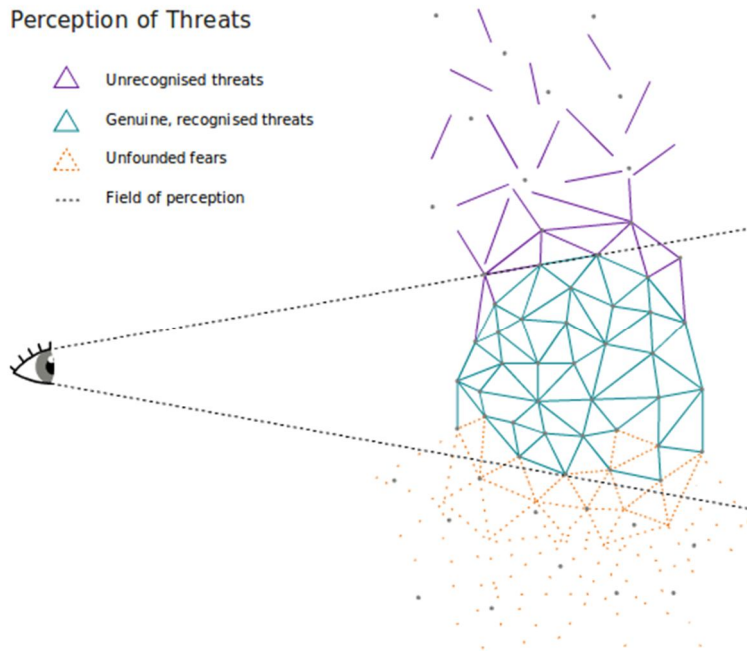 Perception of Threats
Unrecognised threats
Genuine, recognised threats
Unfounded fears
Field of perception